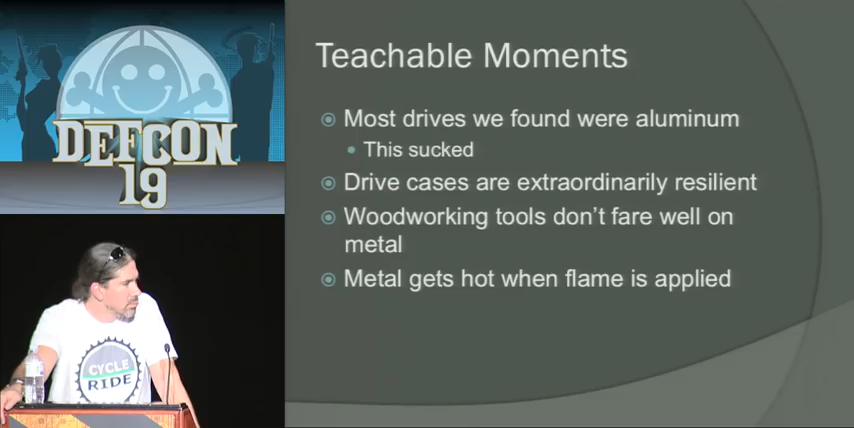 DEFCON
19
Teachable Moments
Most drives we found were aluminum
This sucked
Drive cases are extraordinarily resilient
Woodworking tools don't fare well on
metal
Metal gets hot when flame is applied
CYCLE
RIDE